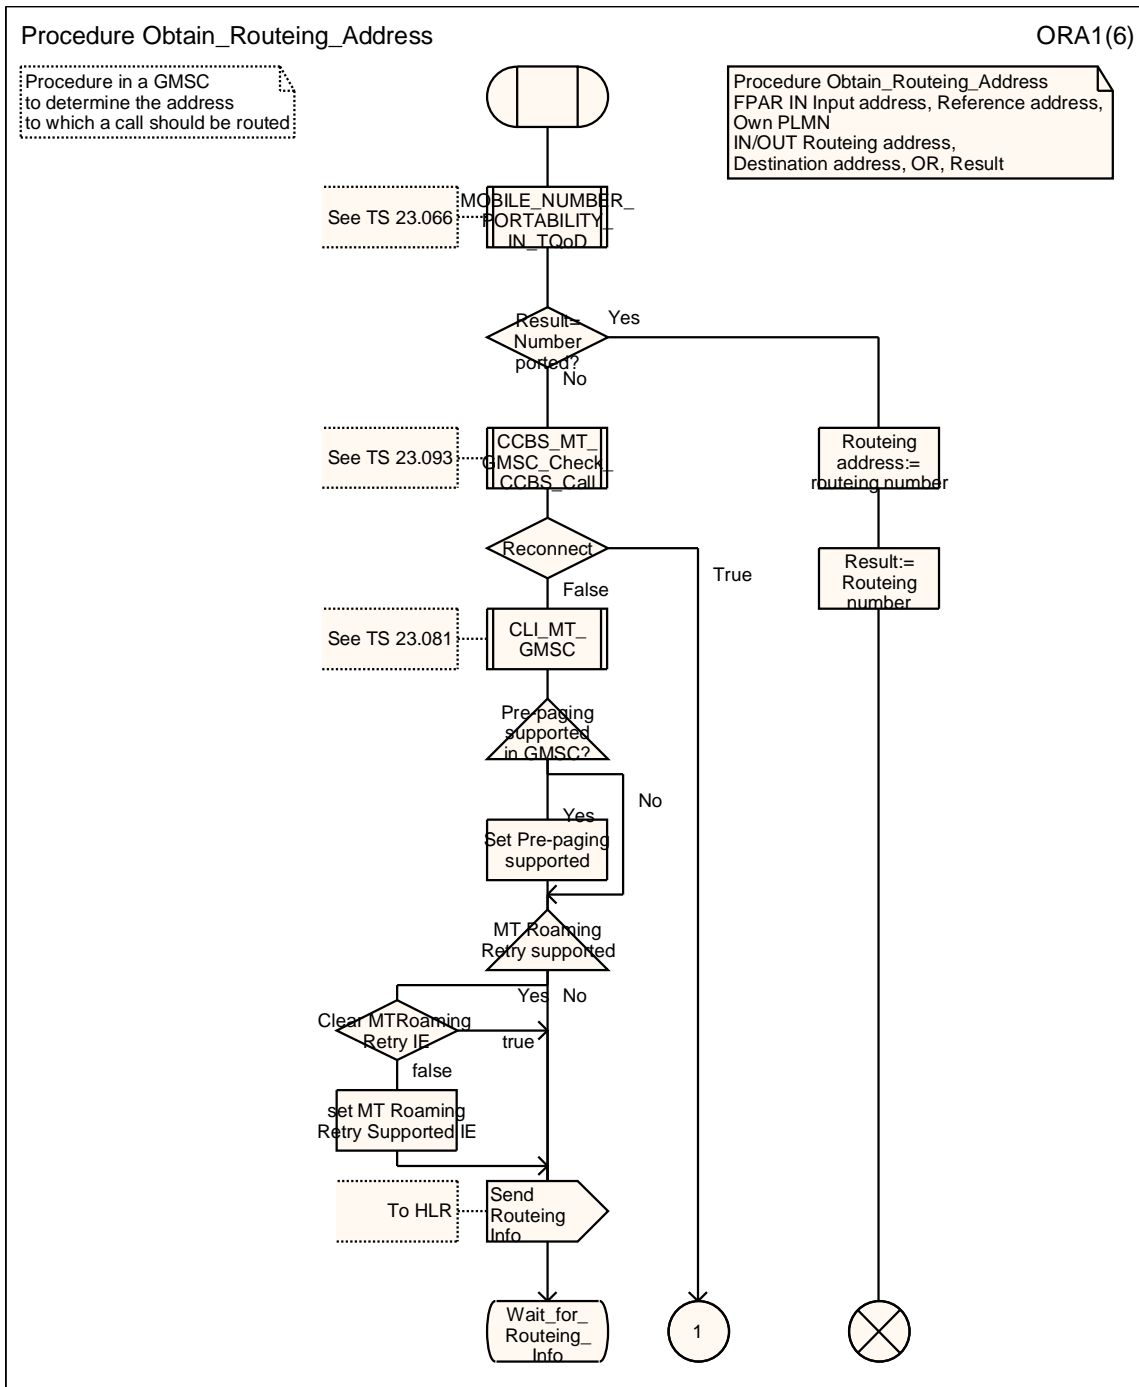 Procedure Obtain_Routeing_Address
ORA1(6)
Procedure in a GMSC
to determine the address
to which a call should be routed
Procedure Obtain_Routeing_Address
FPAR IN Input address, Reference address,
Own PLMN
IN/OUT Routeing address,
Destination address, OR, Result
See TS 23.066
MOBILE_NUMBER_
PORTABILITY_
IN_TQoD
Result=
Number
ported?
Yes
No
See TS 23.093
CCBS_MT_
GMSC_Check_
CCBS_Call
Routeing
address:=
routeing number
Reconnect
True
False
Result:=
Routeing
number
See TS 23.081
CLI_MT_
GMSC
Pre-paging
supported
in GMSC?
No
Yes
Set Pre-paging
supported
MT Roaming
Retry supported
Yes
No
Clear MTRoaming
Retry IE
true
false
set MT Roaming
Retry Supported IE
To HLR
Send
Routeing
Info
Wait_for_
Routeing_
Info
1